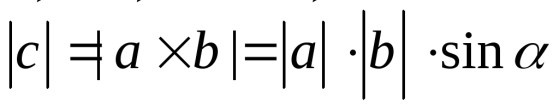 |c| =| a ×b |=|a| ·|b| ·sin α